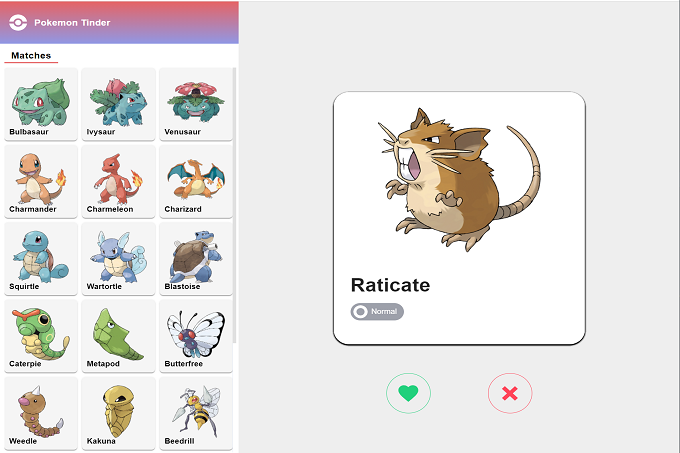 Pokemon Tinder
Matches
Bulbasaur
Ivysaur
Venusaur
Charmander
Charmeleon
Charizard
Squirtle
Wartortle
Blastoise
Caterpie
Metapod
Butterfree
Weedle
Kakuna
Beedrill
Raticate
Normal